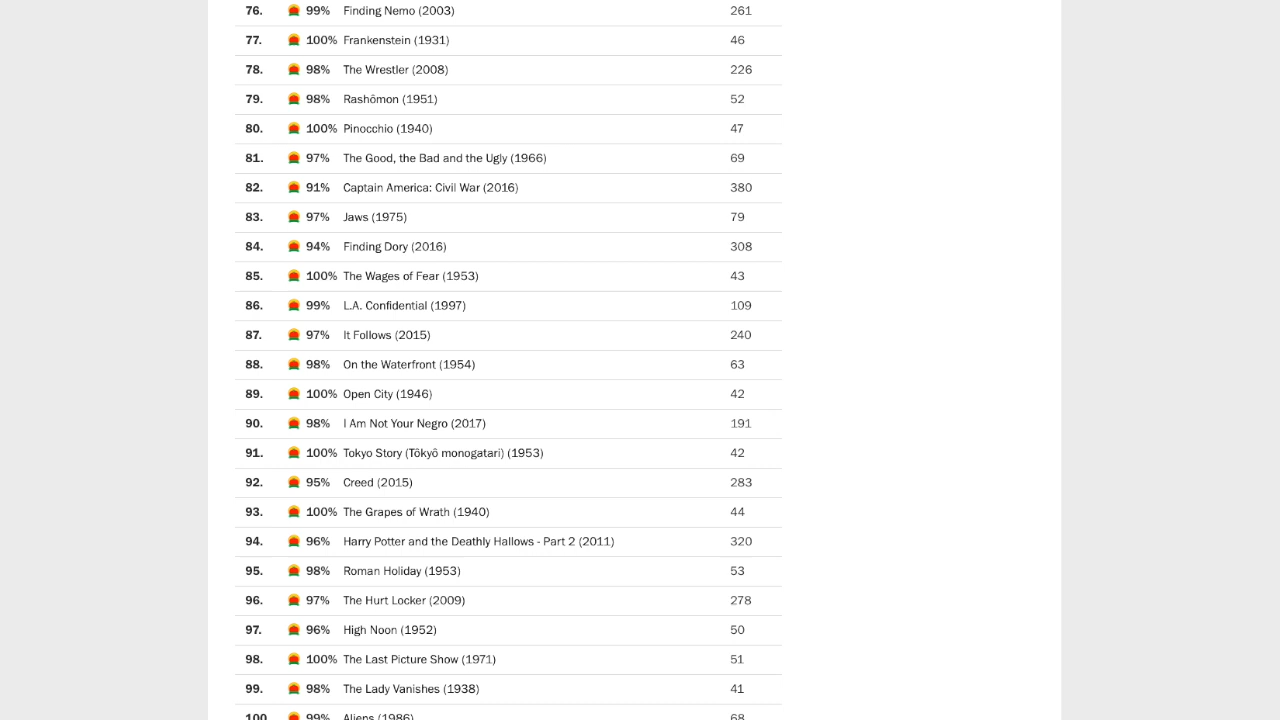 76. 99% Finding Nemo (2003) 261
77. 100% Frankenstein (1931) 46
78. 98% The Wrestler (2008) 226
79. 98% Rashômon (1951) 52
80. 100% Pinocchio (1940) 47
81. 97% The Good, the Bad and the Ugly (1966) 69
82. 91% Captain America: Civil War (2016) 380
83. 97% Jaws (1975) 79
84. 94% Finding Dory (2016) 308
85. 100% The Wages of Fear (1953) 43
86. 99% L.A. Confidential (1997) 109
87. 97% It Follows (2015) 240
88. 98% On the Waterfront (1954) 63
89. 100% Open City (1946) 42
90. 98% I Am Not Your Negro (2017) 191
91. 100% Tokyo Story (Tôkyô monogatari) (1953) 42
92. 95% Creed (2015) 283
93. 100% The Grapes of Wrath (1940) 44
94. 96% Harry Potter and the Deathly Hallows - Part 2 (2011) 320
95. 98% Roman Holiday (1953) 53
96. 97% The Hurt Locker (2009) 278
97. 96% High Noon (1952) 50
98. 100% The Last Picture Show (1971) 51
99. 98% The Lady Vanishes (1938) 41
100. 99% Aliens (1986) 68